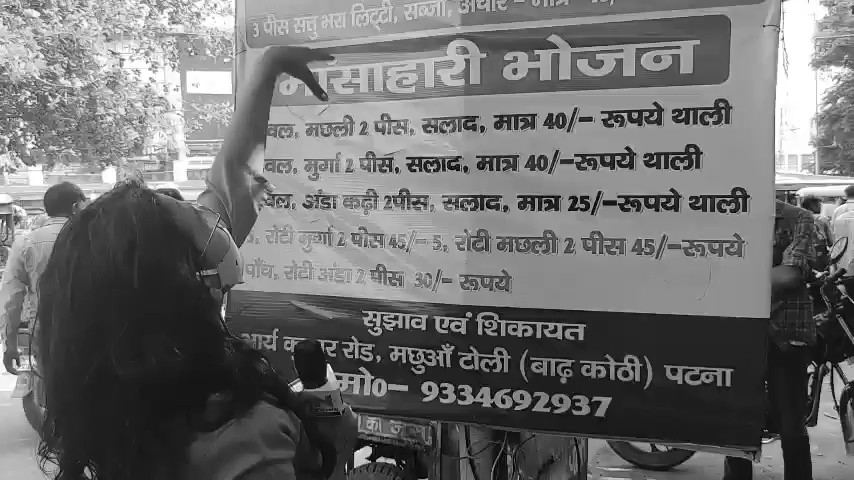 3 पीस सत्तु भरा लिट्टी, सब्जी, अचार - मात्र
मांसाहारी भोजन
वल, मछली 2 पीस, सलाद, मात्र 40/- रूपये थाली
वल, मुर्गा 2 पीस, सलाद, मात्र 40/-रूपये थाली
वल, अंडा कढ़ी 2पीस, सलाद, मात्र 25/-रूपये थाली
रोटी मुर्गा 2 पीस 45/- 5, रोटी मछली 2 पीस 45/-रूपये
पाँच, रोटी अंडा 2 पीस 30/- रूपये
सुझाव एवं शिकायत
आर्य कुमार रोड, मछुआँ टोली (बाढ़ कोठी) पटना
मो0- 9334692937